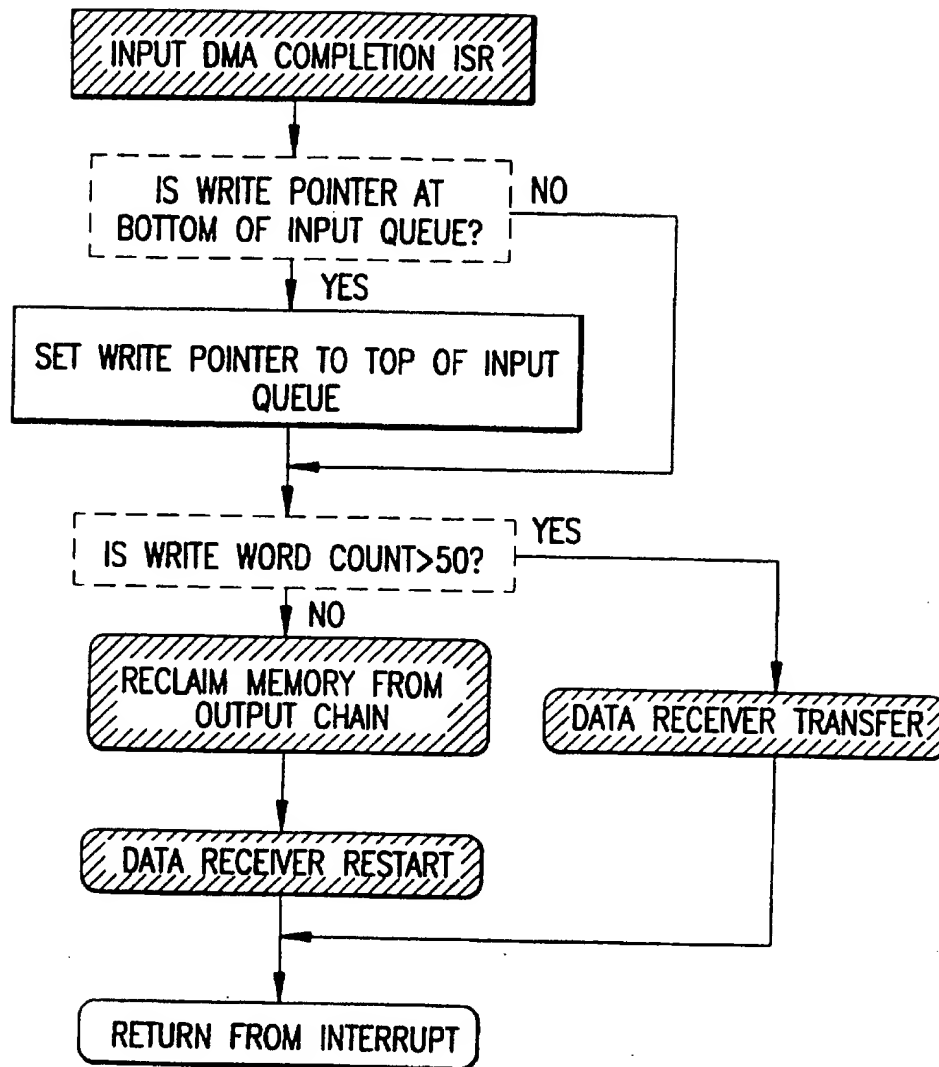 INPUT DMA COMPLETION ISR
IS WRITE POINTER AT
NO
BOTTOM OF INPUT QUEUE?
YES
SET WRITE POINTER TO TOP OF INPUT
QUEUE
YES
IS WRITE WORD COUNT>50?
NO
RECLAIM MEMORY FROM
OUTPUT CHAIN
DATA RECEIVER TRANSFER
DATA RECEIVER RESTART
RETURN FROM INTERRUPT